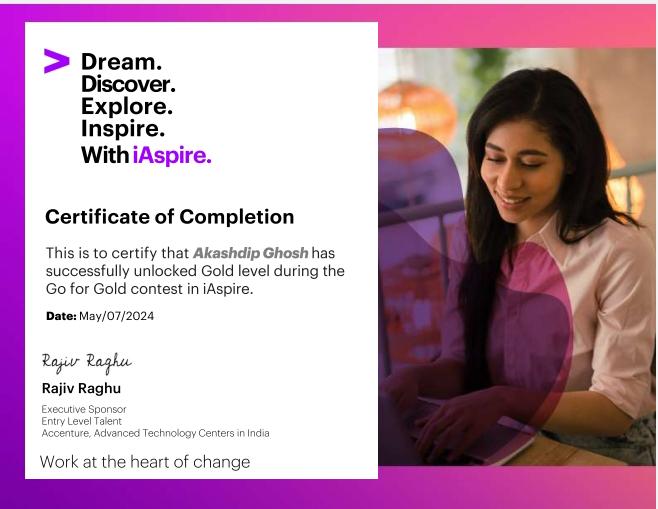 Dream.
Discover.
Explore.
Inspire.
With iAspire.
Certificate of Completion
This is to certify that Akashdip Ghosh has
successfully unlocked Gold level during the
Go for Gold contest in iAspire.
Date: May/07/2024
Rajiv Raghu
Rajiv Raghu
Executive Sponsor
Entry Level Talent
Accenture, Advanced Technology Centers in India
Work at the heart of change